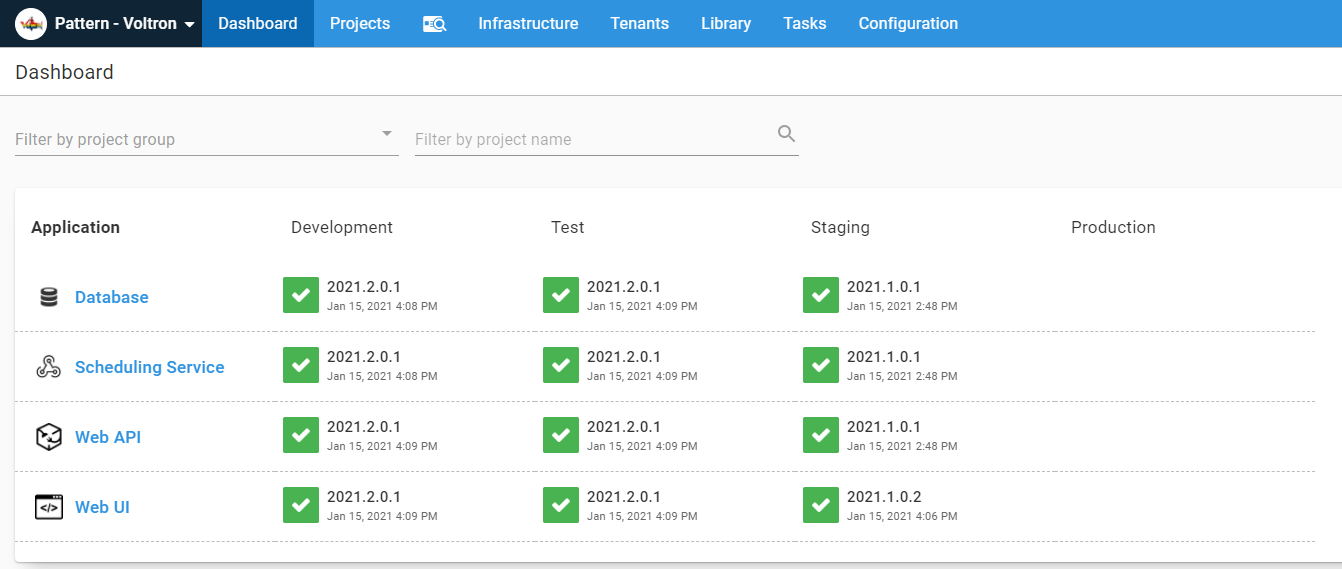 Pattern - Voltron Dashboard Projects Infrastructure Tenants Library Tasks Configuration
Dashboard
Filter by project group Filter by project name
Application Development Test Staging Production
Database 2021.2.0.1 2021.2.0.1 2021.1.0.1
Jan 15, 2021 4:08 PM Jan 15, 2021 4:09 PM Jan 15, 2021 2:48 PM
Scheduling Service 2021.2.0.1 2021.2.0.1 2021.1.0.1
Jan 15, 2021 4:08 PM Jan 15, 2021 4:09 PM Jan 15, 2021 2:48 PM
Web API 2021.2.0.1 2021.2.0.1 2021.1.0.1
Jan 15, 2021 4:09 PM Jan 15, 2021 4:09 PM Jan 15, 2021 2:48 PM
Web UI 2021.2.0.1 2021.2.0.1 2021.1.0.2
Jan 15, 2021 4:09 PM Jan 15, 2021 4:09 PM Jan 15, 2021 4:06 PM